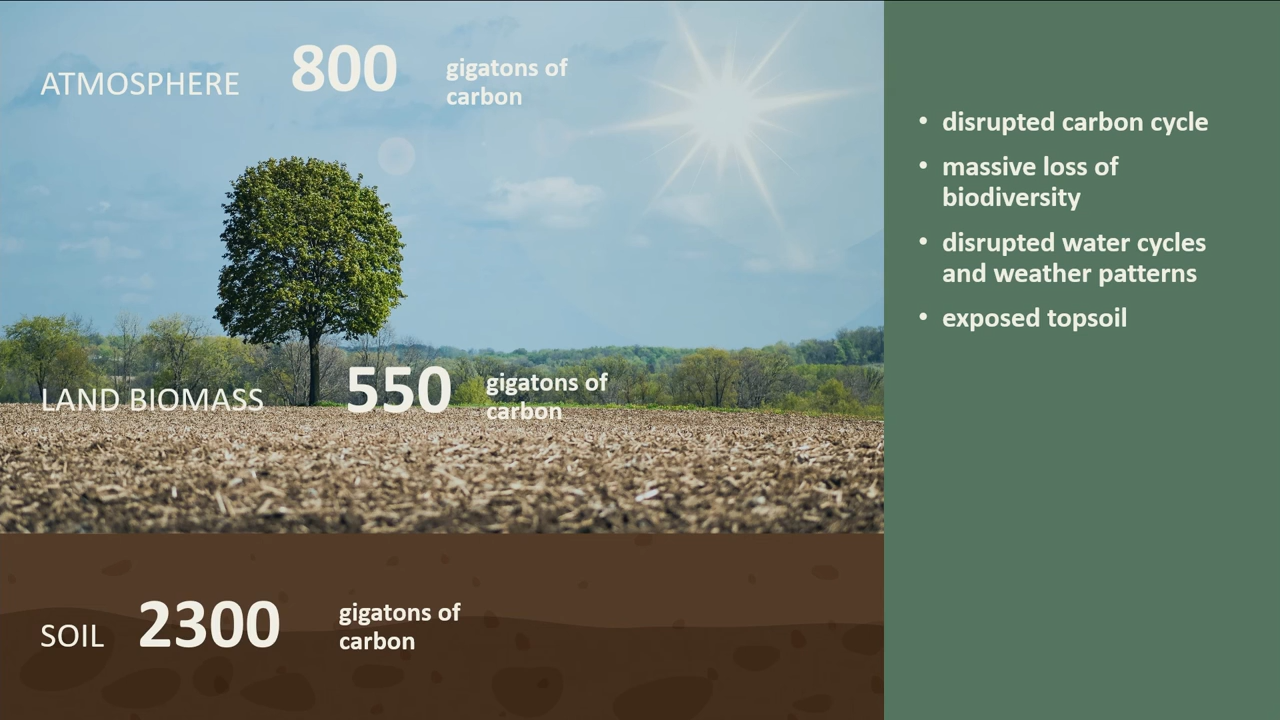 ATMOSPHERE 800 gigatons of
carbon
LAND BIOMASS 550 gigatons of
carbon
SOIL 2300 gigatons of
carbon
• disrupted carbon cycle
• massive loss of
biodiversity
• disrupted water cycles
and weather patterns
• exposed topsoil